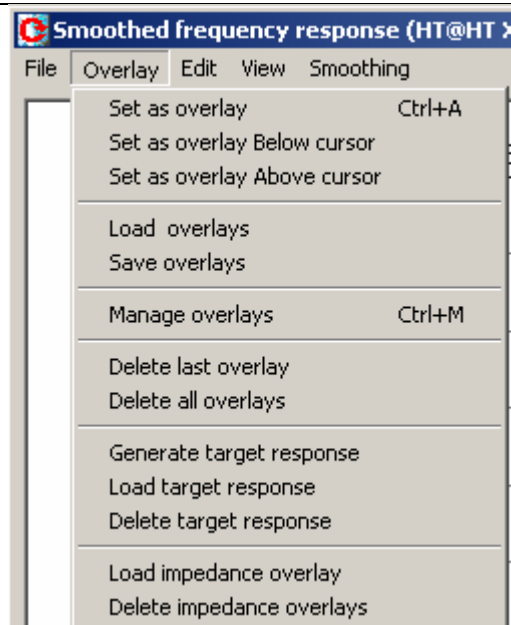 Smoothed frequency response (HT@HT X
File Overlay Edit View Smoothing
Set as overlay Ctrl+A
Set as overlay Below cursor
Set as overlay Above cursor
Load overlays
Save overlays
Manage overlays Ctrl+M
Delete last overlay
Delete all overlays
Generate target response
Load target response
Delete target response
Load impedance overlay
Delete impedance overlays